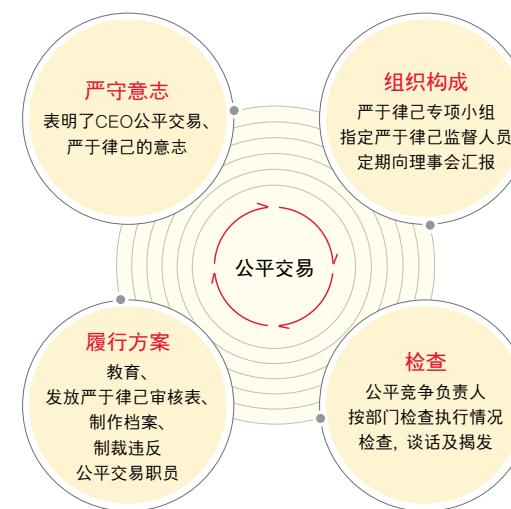 严守意志
表明了CEO公平交易、
严于律己的意志
组织构成
严于律己专项小组
指定严于律己监督人员
定期向理事会汇报
公平交易
履行方案
教育、
发放严于律己审核表、
制作档案、
制裁违反
公平交易职员
检查
公平竞争负责人
按部门检查执行情况
检查, 谈话及揭发